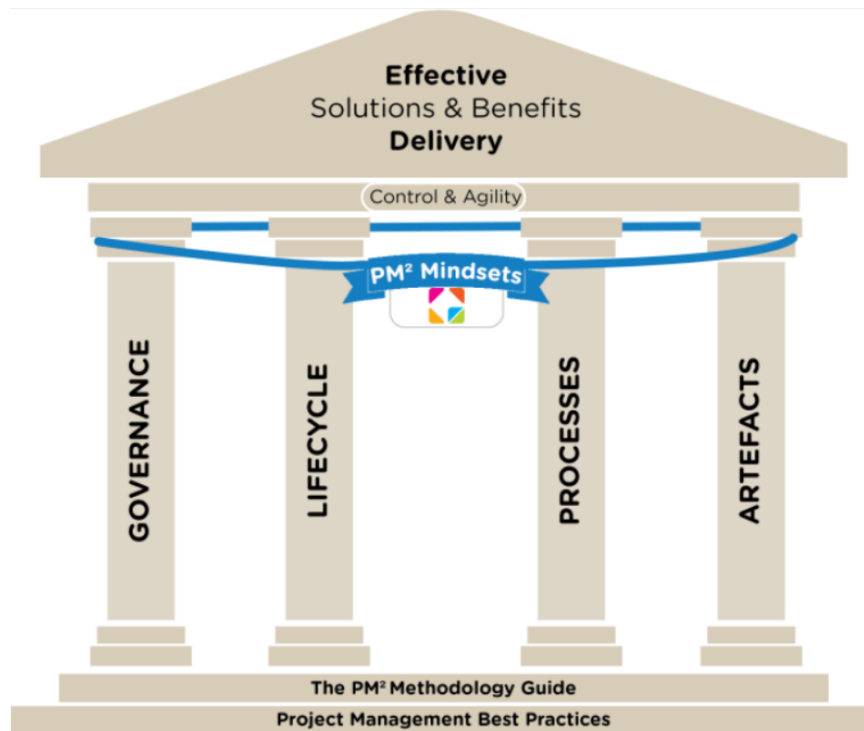 Effective
Solutions & Benefits
Delivery
Control & Agility
PM² Mindsets
GOVERNANCE
LIFECYCLE
PROCESSES
ARTEFACTS
The PM² Methodology Guide
Project Management Best Practices